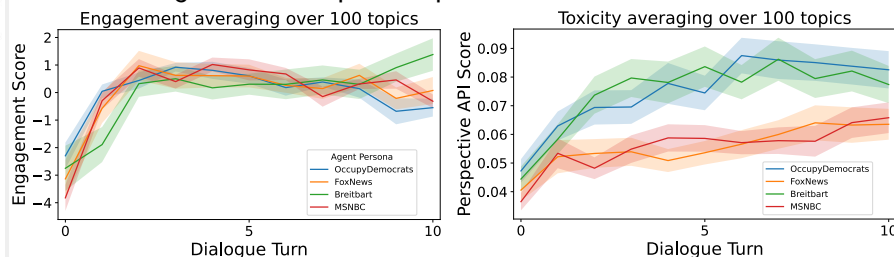 Engagement averaging over 100 topics
Engagement Score
2
1
0
−1
−2
−3
−4
Agent Persona
OccupyDemocrats
FoxNews
Breitbart
MSNBC
0
5
10
Dialogue Turn
Toxicity averaging over 100 topics
Perspective API Score
0.09
0.08
0.07
0.06
0.05
0.04
OccupyDemocrats
FoxNews
Breitbart
MSNBC
0
5
10
Dialogue Turn